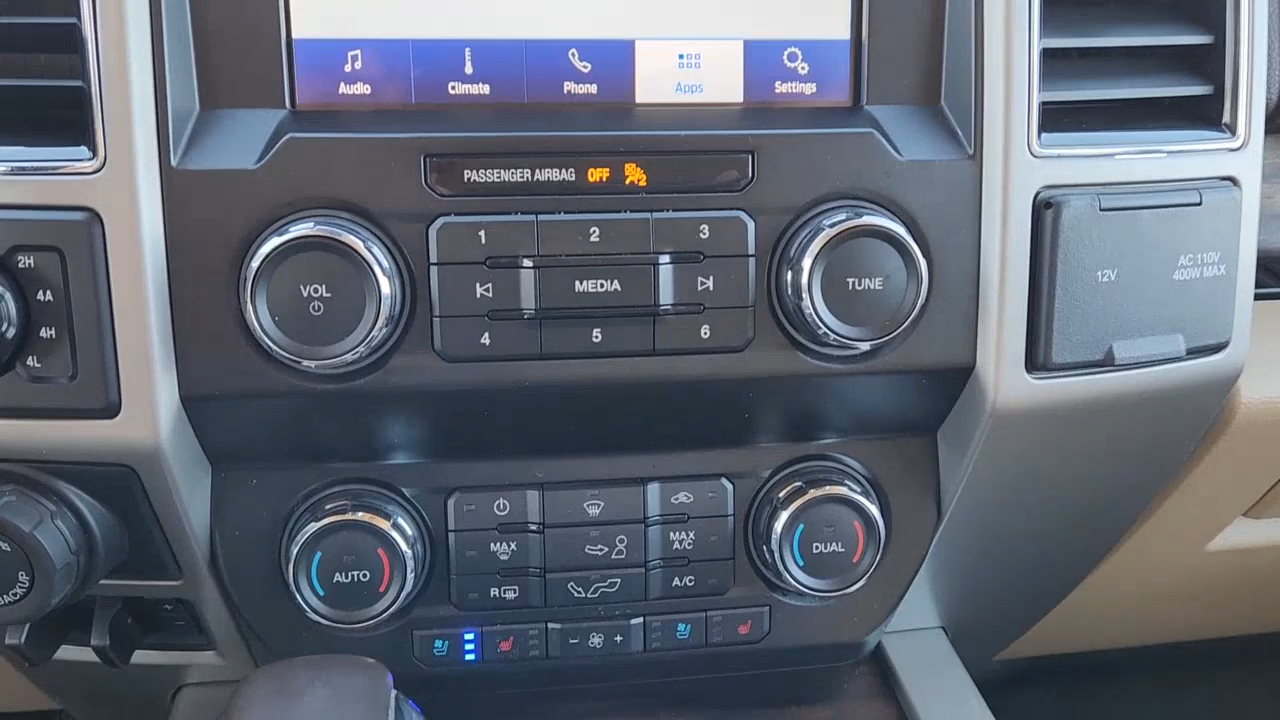 Audio
Climate
Phone
Apps
Settings
PASSENGER AIRBAG OFF 2
1
2
3
VOL
MEDIA
TUNE
4
5
6
2H
4A
4H
4L
12V
AC 110V
400W MAX
MAX
MAX
A/C
AUTO
DUAL
R
A/C
BACKUP
- +